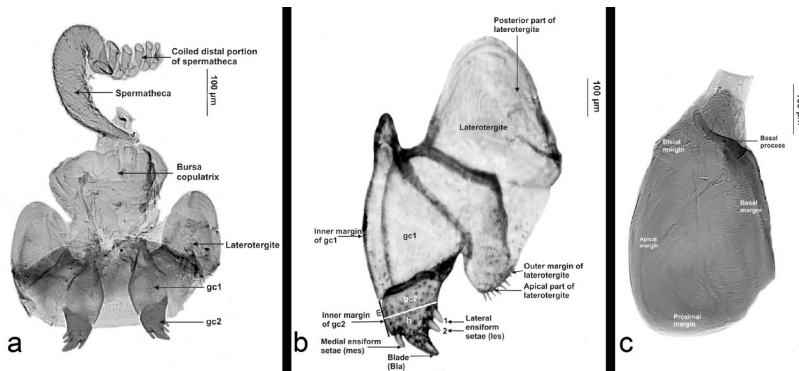 Coiled distal portion
of spermatheca
100 µm
Spermatheca
Bursa
copulatrix
Laterotergite
gc1
gc2
a
Posterior part of
laterotergite
100 µm
Laterotergite
Inner margin
of gc1
gc1
Outer margin of
laterotergite
Apical part of
laterotergite
gc2
m
h
Inner margin
of gc2
1
2
Lateral
ensiform
setae (les)
Medial ensiform
setae (mes)
Blade
(Bla)
b
Distal
margin
Basal
process
Basal
margin
Apical
margin
Proximal
margin
c